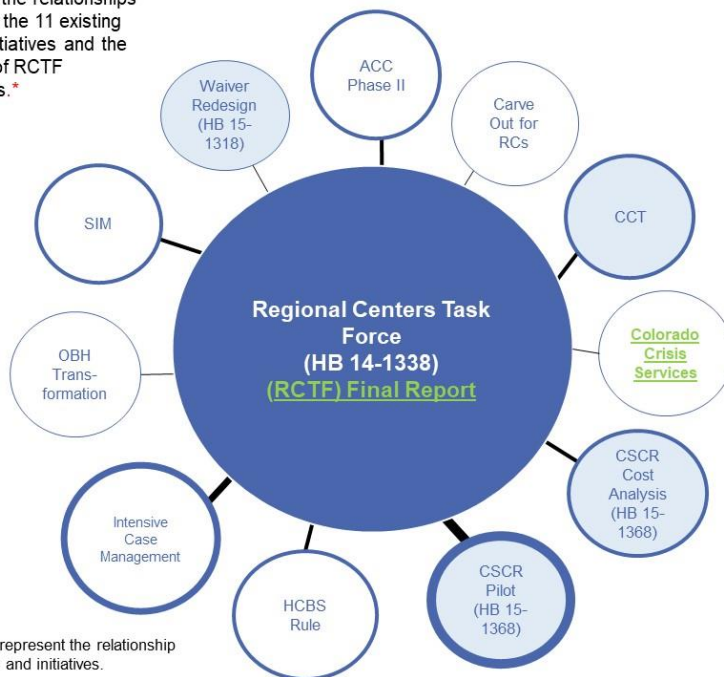 the relationships
the 11 existing
tiatives and the
of RCTF
s.*
ACC
Phase II
Waiver
Redesign
(HB 15-
1318)
Carve
Out for
RCs
SIM
CCT
Regional Centers Task
Force
(HB 14-1338)
(RCTF) Final Report
OBH
Trans-
formation
Colorado
Crisis
Services
CSCR
Cost
Analysis
(HB 15-
1368)
Intensive
Case
Management
HCBS
Rule
CSCR
Pilot
(HB 15-
1368)
represent the relationship
and initiatives.